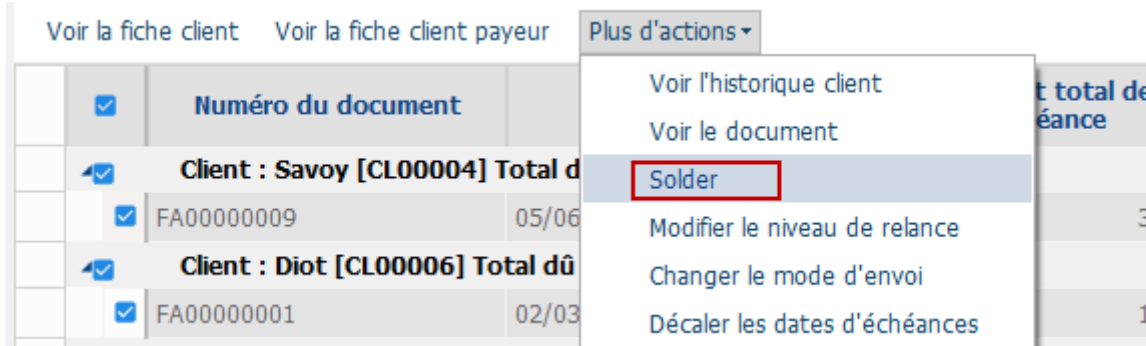 Voir la fiche client Voir la fiche client payeur Plus d'actions
Voir l'historique client
Numéro du document
t total de
éance
Voir le document
Client : Savoy [CL00004] Total d
Solder
FA00000009 05/06
3
Modifier le niveau de relance
Client : Diot [CL00006] Total dû
Changer le mode d'envoi
FA00000001 02/03
1
Décaler les dates d'échéances